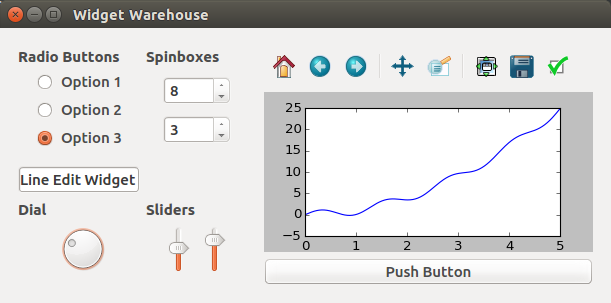 Widget Warehouse
Radio Buttons
Option 1
Option 2
Option 3
Spinboxes
8
3
Line Edit Widget
Dial
Sliders
25
20
15
10
5
0
−5
0 1 2 3 4 5
Push Button